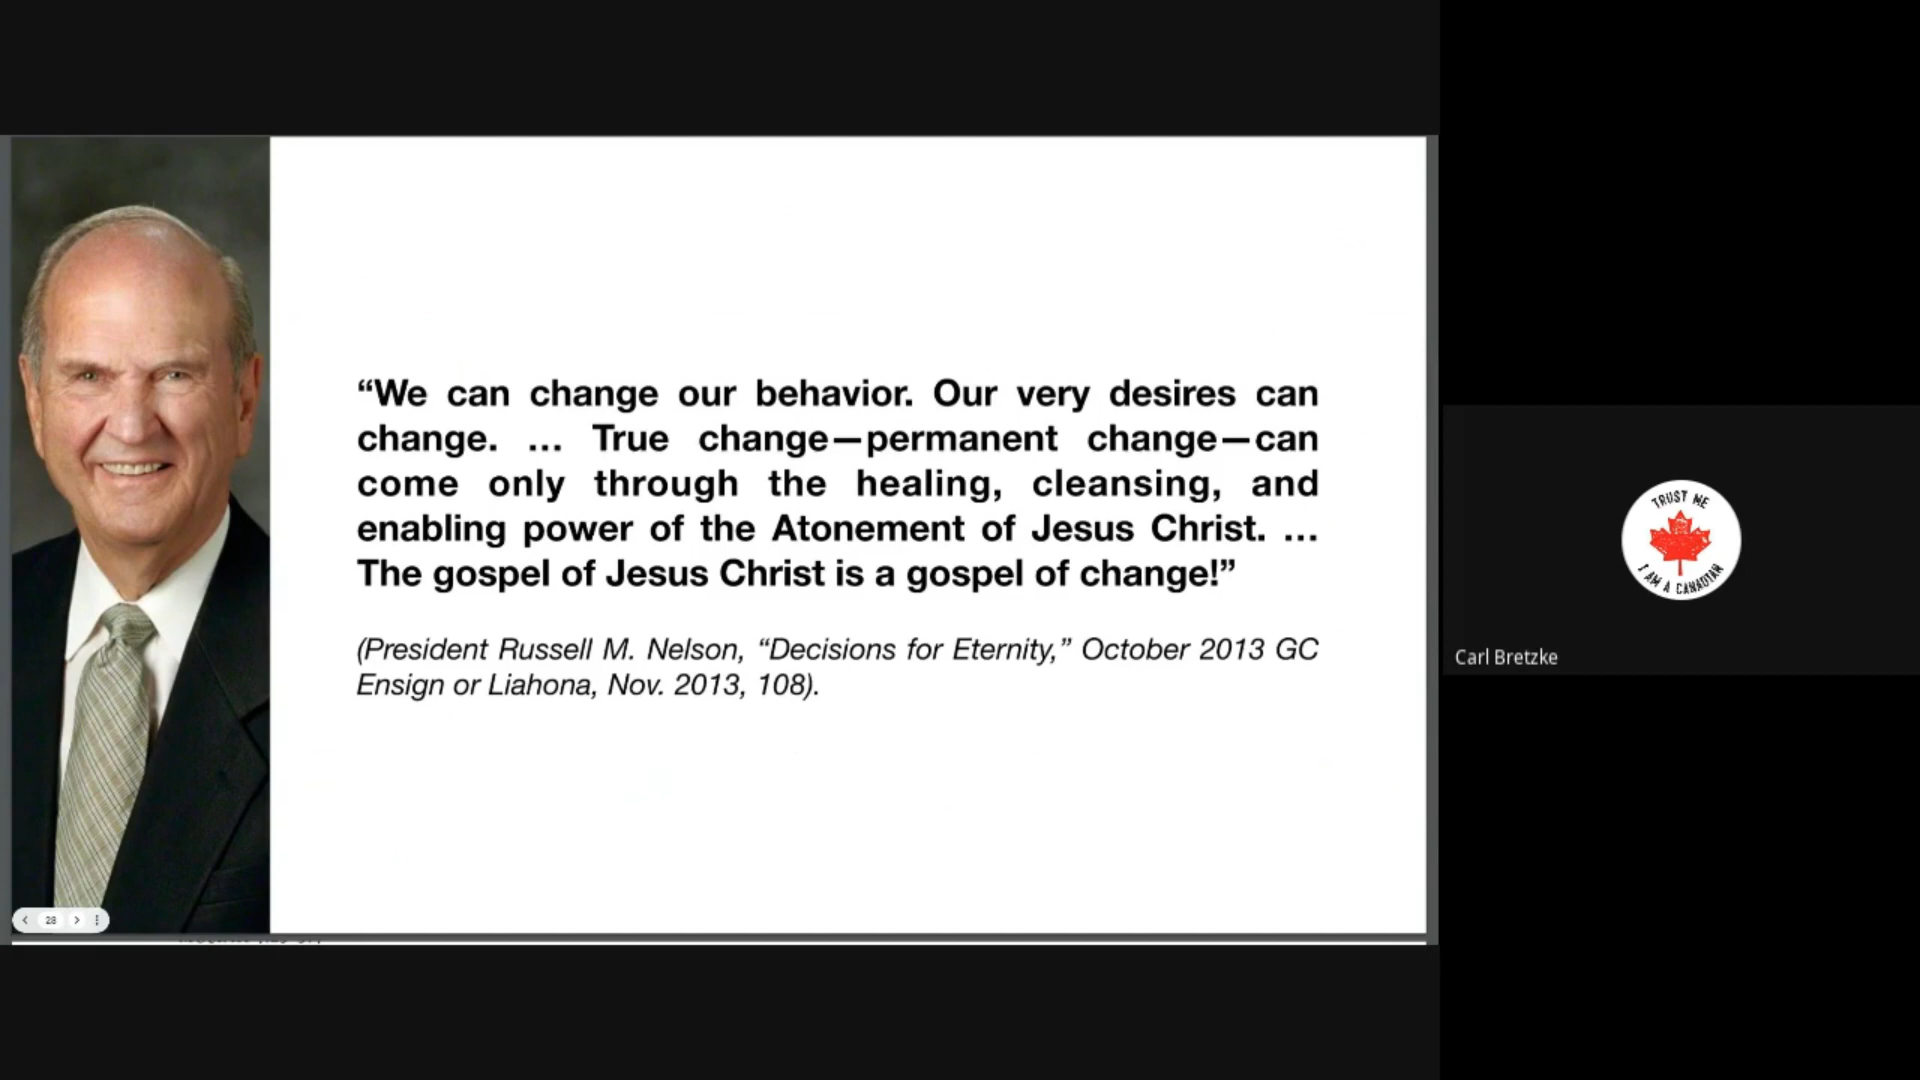 “We can change our behavior. Our very desires can
change. … True change—permanent change—can
come only through the healing, cleansing, and
enabling power of the Atonement of Jesus Christ. …
The gospel of Jesus Christ is a gospel of change!”
(President Russell M. Nelson, “Decisions for Eternity,” October 2013 GC
Ensign or Liahona, Nov. 2013, 108).
28
TRUST ME
I AM A CANADIAN
Carl Bretzke